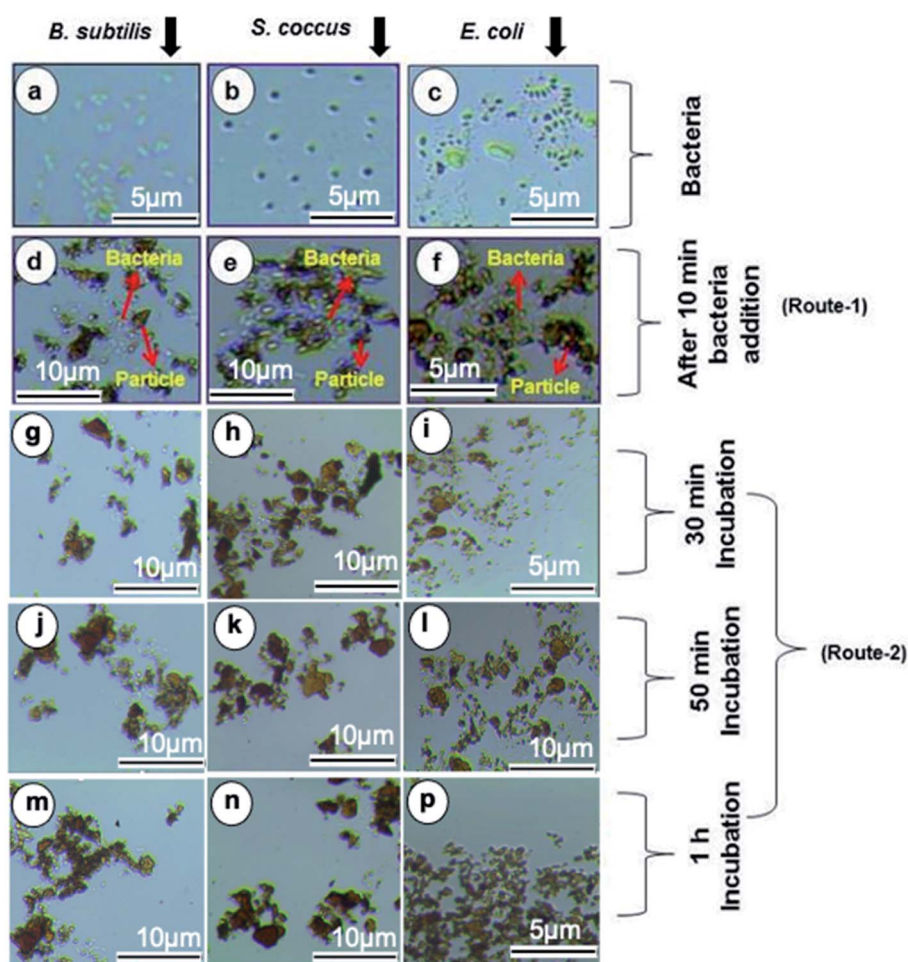 B. subtilis S. coccus E. coli
a b c
5µm 5µm 5µm
Bacteria
d e f
Bacteria Bacteria Bacteria
Particle Particle Particle
10µm 10µm 5µm
After 10 min
bacteria
addition
(Route-1)
g h i
10µm 10µm 5µm
30 min
Incubation
j k l
10µm 10µm 10µm
50 min
Incubation
(Route-2)
m n p
10µm 10µm 5µm
1 h
Incubation